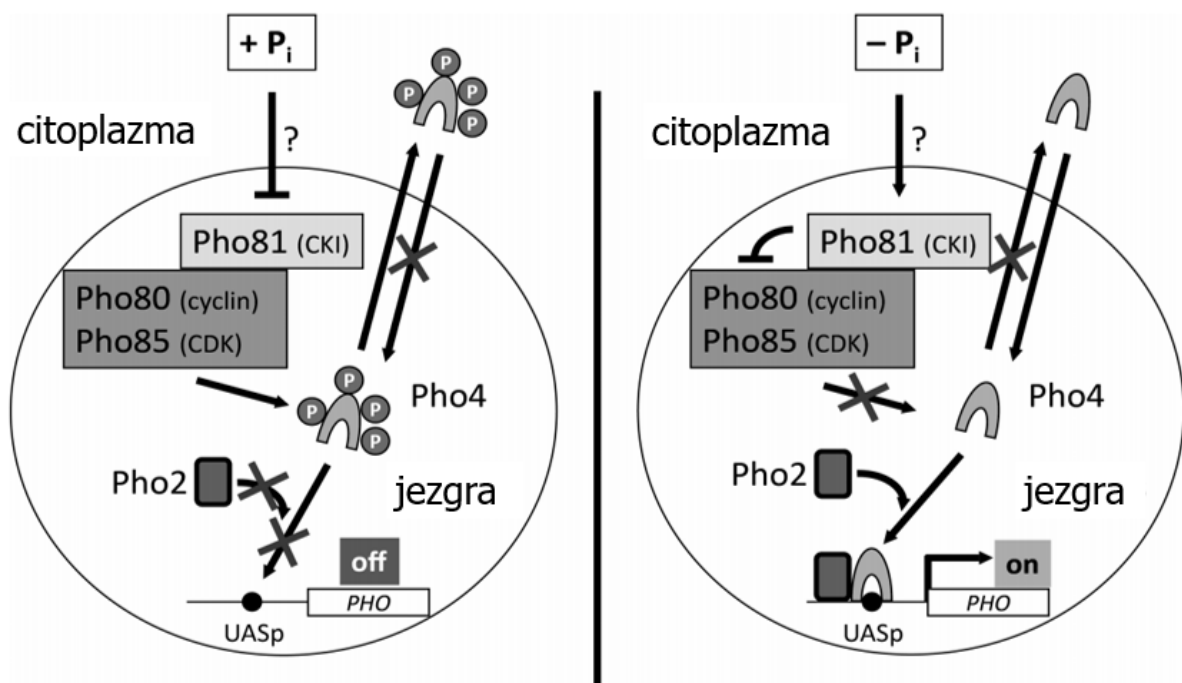 + Pi
citoplazma
?
P
P
P
P
P
Pho81 (CKI)
Pho80 (cyclin)
Pho85 (CDK)
P
P
P
P
P
Pho4
Pho2
jezgra
off
PHO
UASp
– Pi
citoplazma
?
Pho81 (CKI)
Pho80 (cyclin)
Pho85 (CDK)
Pho4
Pho2
jezgra
on
PHO
UASp